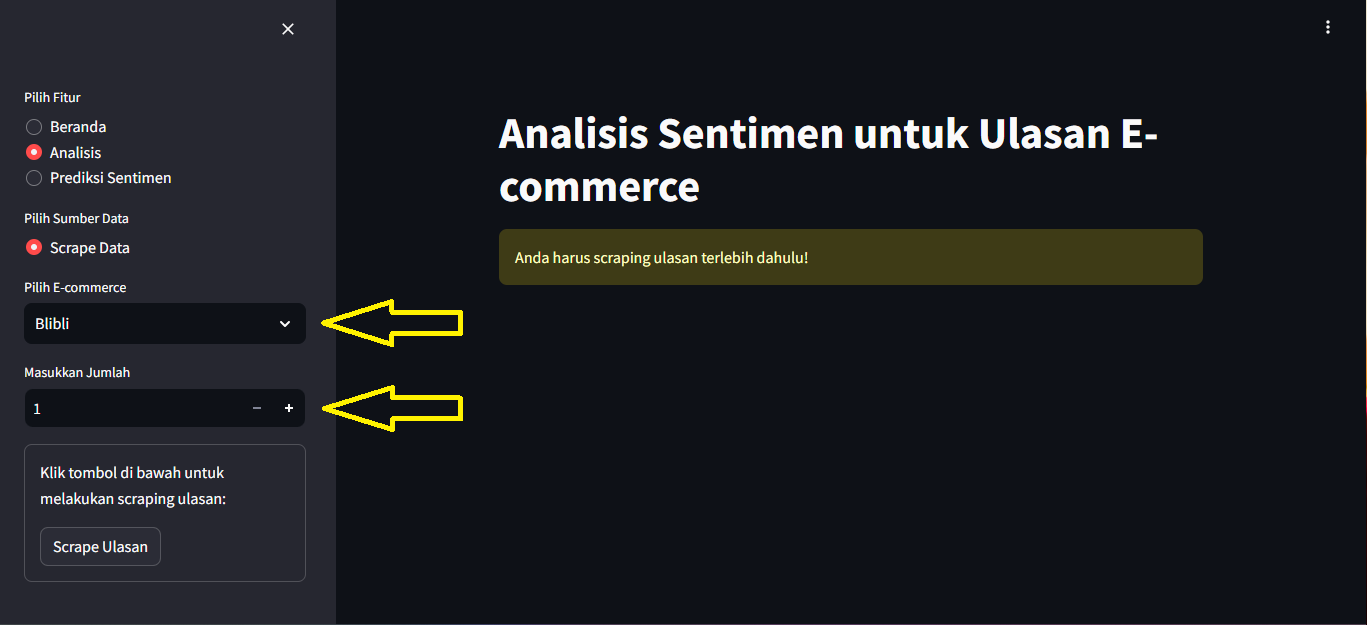 Pilih Fitur
Beranda
Analisis
Prediksi Sentimen
Pilih Sumber Data
Scrape Data
Pilih E-commerce
Blibli
Masukkan Jumlah
1
Klik tombol di bawah untuk
melakukan scraping ulasan:
Scrape Ulasan
Analisis Sentimen untuk Ulasan E-
commerce
Anda harus scraping ulasan terlebih dahulu!